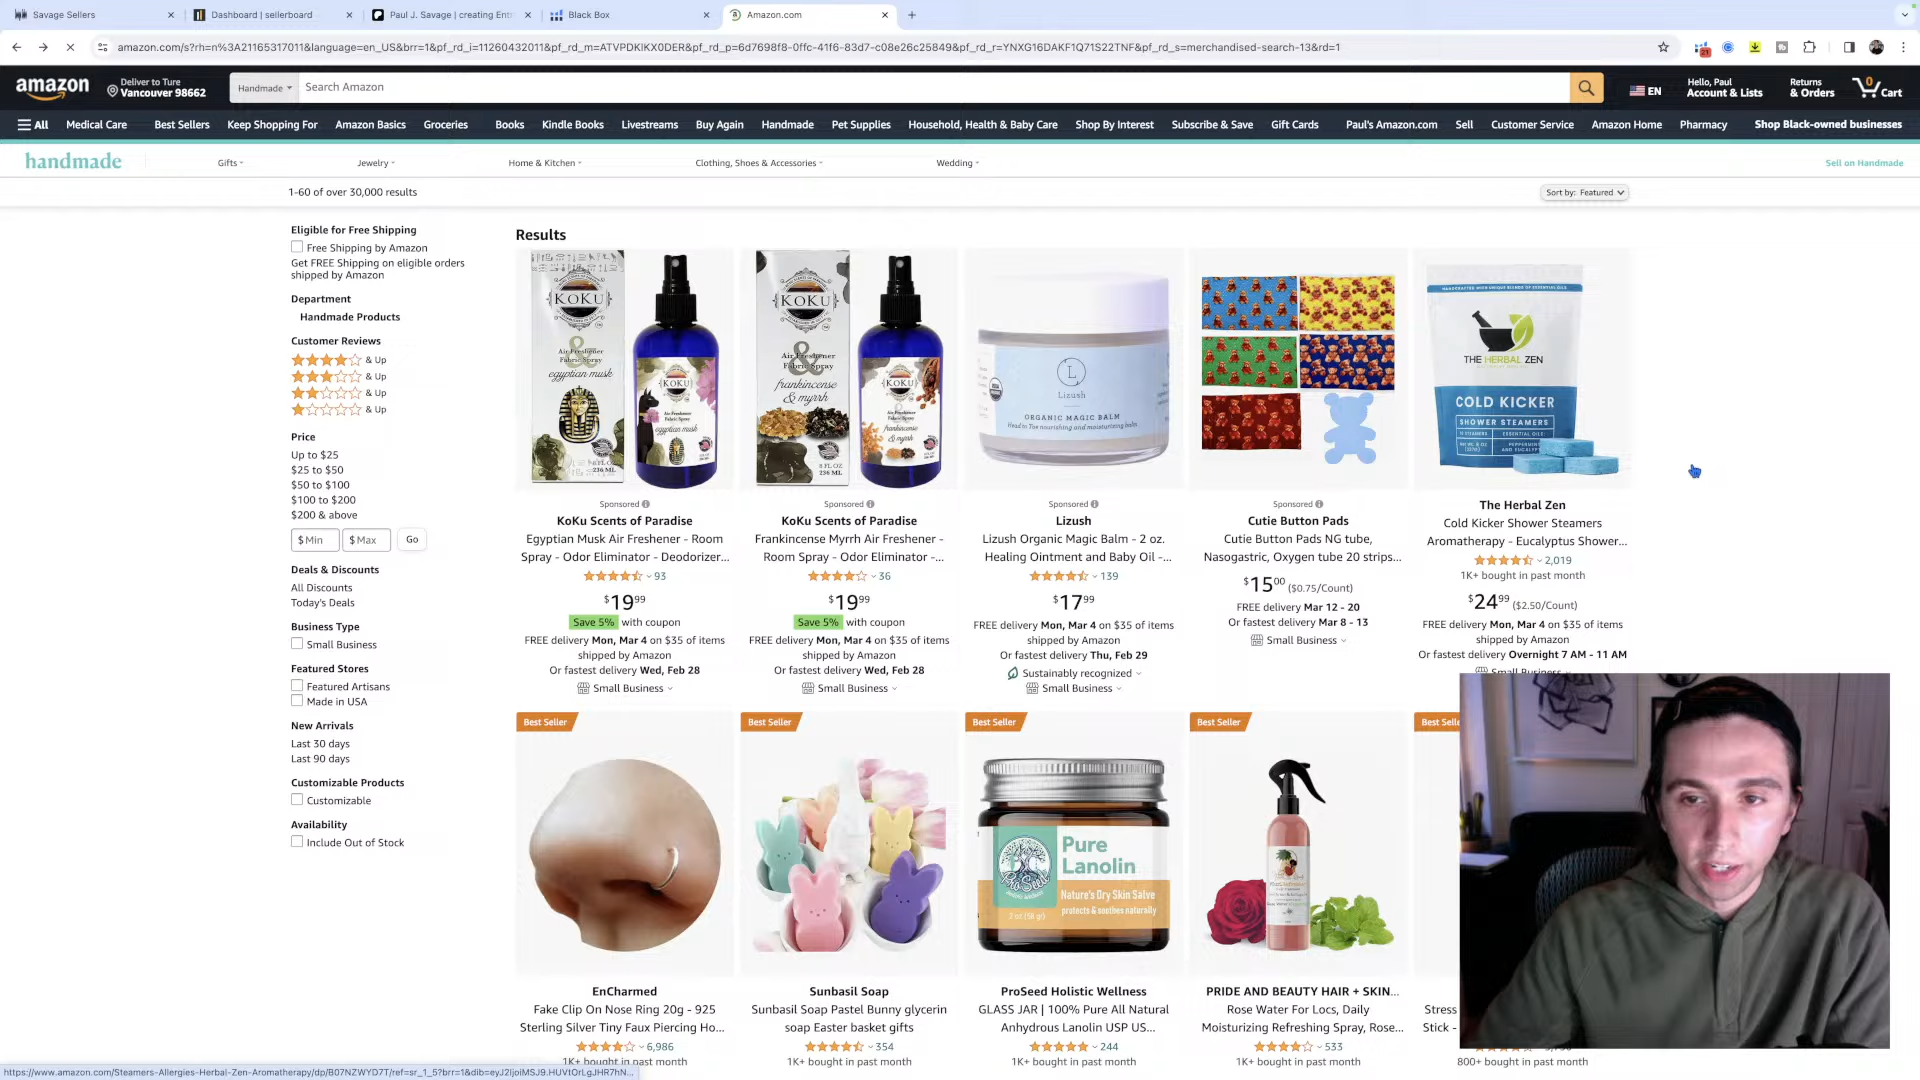 Savage Sellers
Dashboard | sellerboard
Paul J. Savage | creating Ent
Black Box
Amazon.com
amazon.com/s?rh=n%3A21165317011&language=en_US&brr=1&pf_rd_i=11260432011&pf_rd_m=ATVPDKIKX0DER&pf_rd_p=6d7698f8-0ffc-41f6-83d7-c08e26c25849&pf_rd_r=YNXG16DAKF1Q71S22TNF&pf_rd_s=merchandised-search-13&rd=1
21
amazon
Deliver to Ture
Vancouver 98662
Handmade
Search Amazon
EN
Hello, Paul
Account & Lists
Returns
& Orders
0
Cart
All Medical Care Best Sellers Keep Shopping For Amazon Basics Groceries Books Kindle Books Livestreams Buy Again Handmade Pet Supplies Household, Health & Baby Care Shop By Interest Subscribe & Save Gift Cards Paul's Amazon.com Sell Customer Service Amazon Home Pharmacy Shop Black-owned businesses
handmade
Gifts Jewelry Home & Kitchen Clothing, Shoes & Accessories Wedding Sell on Handmade
1-60 of over 30,000 results
Sort by: Featured
Eligible for Free Shipping
Free Shipping by Amazon
Get FREE Shipping on eligible orders
shipped by Amazon
Department
Handmade Products
Customer Reviews
& Up
& Up
& Up
& Up
Price
Up to $25
$25 to $50
$50 to $100
$100 to $200
$200 & above
$ Min $ Max Go
Deals & Discounts
All Discounts
Today's Deals
Business Type
Small Business
Featured Stores
Featured Artisans
Made in USA
New Arrivals
Last 30 days
Last 90 days
Customizable Products
Customizable
Availability
Include Out of Stock
Results
KOKU
Air Freshener
Fabric Spray
&
egyptian musk
8 FL OZ
236 ML
KOKU
Sponsored
KoKu Scents of Paradise
Egyptian Musk Air Freshener - Room
Spray - Odor Eliminator - Deodorizer...
93
$19.99
Save 5% with coupon
FREE delivery Mon, Mar 4 on $35 of items
shipped by Amazon
Or fastest delivery Wed, Feb 28
Small Business
KOKU
Air Freshener
Fabric Spray
&
frankincense
& myrrh
8 FL OZ
236 ML
KOKU
Sponsored
KoKu Scents of Paradise
Frankincense Myrrh Air Freshener -
Room Spray - Odor Eliminator -...
36
$19.99
Save 5% with coupon
FREE delivery Mon, Mar 4 on $35 of items
shipped by Amazon
Or fastest delivery Wed, Feb 28
Small Business
L
Lizush
ORGANIC MAGIC BALM
Head to Toe nourishing and moisturizing balm
Sponsored
Lizush
Lizush Organic Magic Balm - 2 oz.
Healing Ointment and Baby Oil -...
139
$17.99
FREE delivery Mon, Mar 4 on $35 of items
shipped by Amazon
Or fastest delivery Thu, Feb 29
Sustainably recognized
Small Business
Sponsored
Cutie Button Pads
Cutie Button Pads NG tube,
Nasogastric, Oxygen tube 20 strips...
$15.00 ($0.75/Count)
FREE delivery Mar 12 - 20
Or fastest delivery Mar 8 - 13
Small Business
HANDCRAFTED WITH UNIQUE BLENDS OF ESSENTIAL OILS
THE HERBAL ZEN
COLD KICKER
SHOWER STEAMERS
ESSENTIAL OILS:
PEPPERMINT
The Herbal Zen
Cold Kicker Shower Steamers
Aromatherapy - Eucalyptus Shower...
2,019
1K+ bought in past month
$24.99 ($2.50/Count)
FREE delivery Mon, Mar 4 on $35 of items
shipped by Amazon
Or fastest delivery Overnight 7 AM - 11 AM
Small Business
Best Seller
EnCharmed
Fake Clip On Nose Ring 20g - 925
Sterling Silver Tiny Faux Piercing Ho...
6,986
1K+ bought in past month
Best Seller
Sunbasil Soap
Sunbasil Soap Pastel Bunny glycerin
soap Easter basket gifts
354
1K+ bought in past month
Best Seller
ProSeed
Pure
Lanolin
Nature's Dry Skin Salve
protects & soothes naturally
2 oz (56 gr)
ProSeed Holistic Wellness
GLASS JAR | 100% Pure All Natural
Anhydrous Lanolin USP US...
244
1K+ bought in past month
Best Seller
PRIDE AND BEAUTY HAIR + SKIN...
Rose Water For Locs, Daily
Moisturizing Refreshing Spray, Rose...
533
1K+ bought in past month
Best Selle
Stress
Stick -
800+ bought in past month
https://www.amazon.com/Steamers-Allergies-Herbal-Zen-Aromatherapy/dp/B07NZWYD7T/ref=sr_1_5?brr=1&dib=eyJ2IjoiMSJ9.HUVtOrLgJHR7hN...